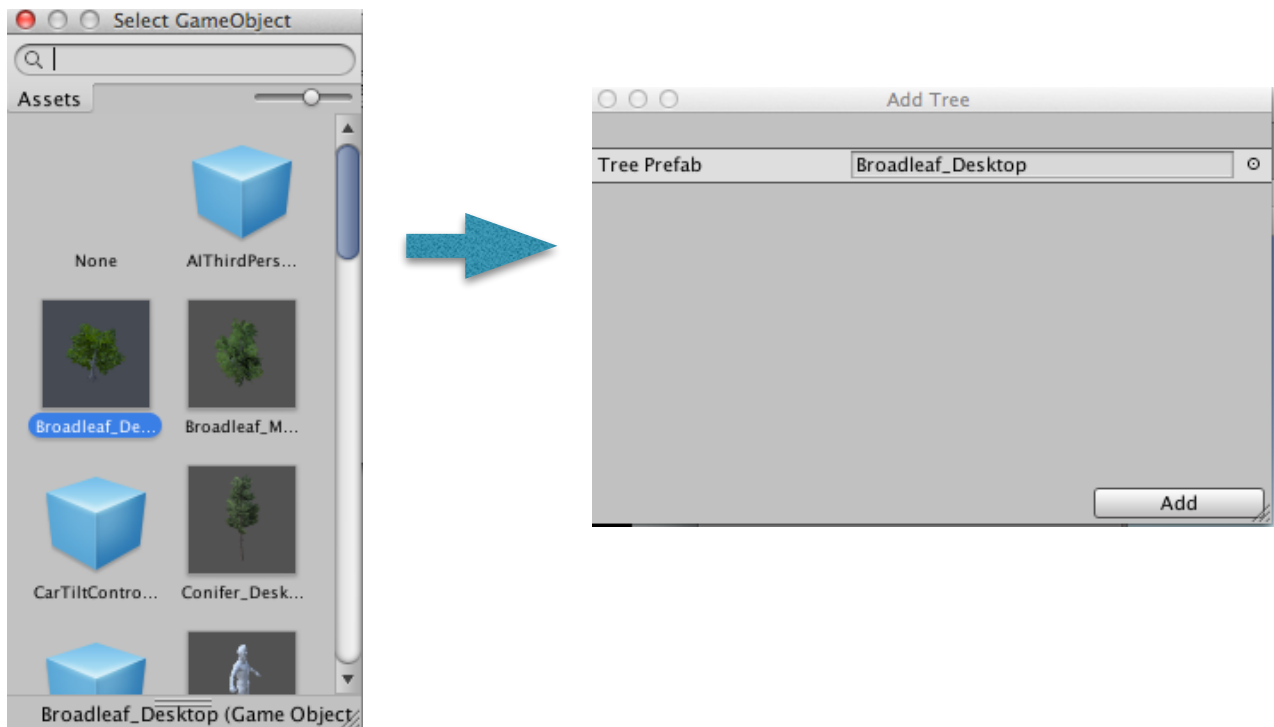 Select GameObject
Assets
None
AIThirdPers...
Broadleaf_De...
Broadleaf_M...
CarTiltContro...
Conifer_Desk...
Broadleaf_Desktop (Game Object
Add Tree
Tree Prefab
Broadleaf_Desktop
Add